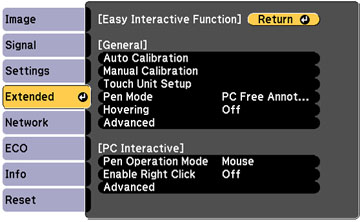 Image
Signal
Settings
Extended
Network
ECO
Info
Reset
[Easy Interactive Function] Return
[General]
Auto Calibration
Manual Calibration
Touch Unit Setup
Pen Mode PC Free Annot...
Hovering Off
Advanced
[PC Interactive]
Pen Operation Mode Mouse
Enable Right Click Off
Advanced